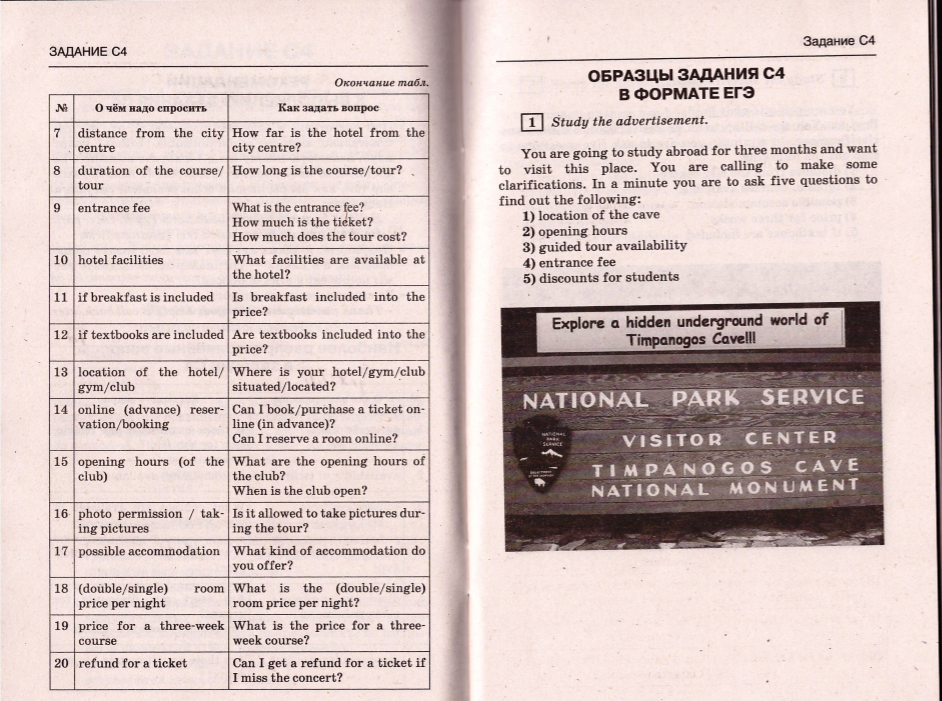 ЗАДАНИЕ С4
Окончание табл.
№ О чём надо спросить Как задать вопрос
7 distance from the city How far is the hotel from the
centre city centre?
8 duration of the course/ How long is the course/tour?
tour
9 entrance fee What is the entrance fee?
How much is the ticket?
How much does the tour cost?
10 hotel facilities What facilities are available at
the hotel?
11 if breakfast is included Is breakfast included into the
price?
12 if textbooks are included Are textbooks included into the
price?
13 location of the hotel/ Where is your hotel/gym/club
gym/club situated/located?
14 online (advance) reser- Can I book/purchase a ticket on-
vation/booking line (in advance)?
Can I reserve a room online?
15 opening hours (of the What are the opening hours of
club) the club?
When is the club open?
16 photo permission / tak- Is it allowed to take pictures dur-
ing pictures ing the tour?
17 possible accommodation What kind of accommodation do
you offer?
18 (double/single) room What is the (double/single)
price per night room price per night?
19 price for a three-week What is the price for a three-
course week course?
20 refund for a ticket Can I get a refund for a ticket if
I miss the concert?
Задание С4
ОБРАЗЦЫ ЗАДАНИЯ С4
В ФОРМАТЕ ЕГЭ
1 Study the advertisement.
You are going to study abroad for three months and want
to visit this place. You are calling to make some
clarifications. In a minute you are to ask five questions to
find out the following:
1) location of the cave
2) opening hours
3) guided tour availability
4) entrance fee
5) discounts for students
Explore a hidden underground world of
Timpanogos Cave!!!
NATIONAL PARK SERVICE
NATIONAL
PARK
SERVICE
VISITOR CENTER
TIMPANOGOS CAVE
NATIONAL MONUMENT